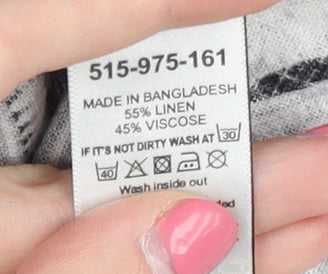 515-975-161
MADE IN BANGLADESH
55% LINEN
45% VISCOSE
IF IT'S NOT DIRTY WASH AT 30
40
Wash inside out